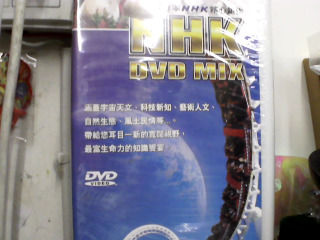 NHK
NHK
DVD MIX
涵蓋宇宙天文、科技新知、藝術人文、
自然生態、風土民情等...。
帶給您耳目一新的寬闊視野,
最富生命力的知識饗宴。
DVD
VIDEO